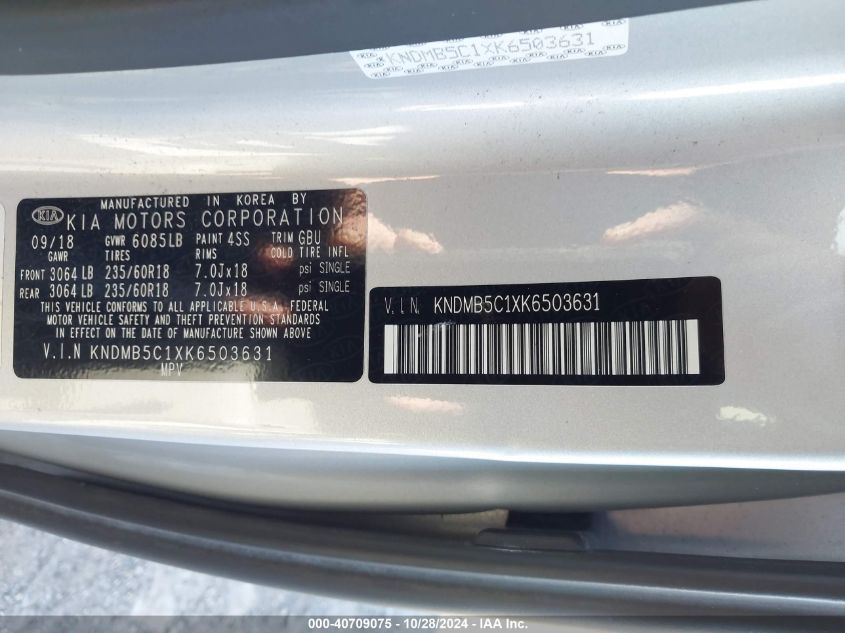 KNDMB5C1XK6503631
MANUFACTURED IN KOREA BY
KIA KIA MOTORS CORPORATION
09/18 GVWR 6085LB PAINT 4SS TRIM GBU
GAWR TIRES RIMS COLD TIRE INFL
FRONT 3064 LB 235/60R18 7.0Jx18 psi SINGLE
REAR 3064 LB 235/60R18 7.0Jx18 psi SINGLE
THIS VEHICLE CONFORMS TO ALL APPLICABLE U.S.A. FEDERAL
MOTOR VEHICLE SAFETY AND THEFT PREVENTION STANDARDS
IN EFFECT ON THE DATE OF MANUFACTURE SHOWN ABOVE
V.I.N KNDMB5C1XK6503631
MPV
V.I.N. KNDMB5C1XK6503631
000-40709075 - 10/28/2024 - IAA Inc.